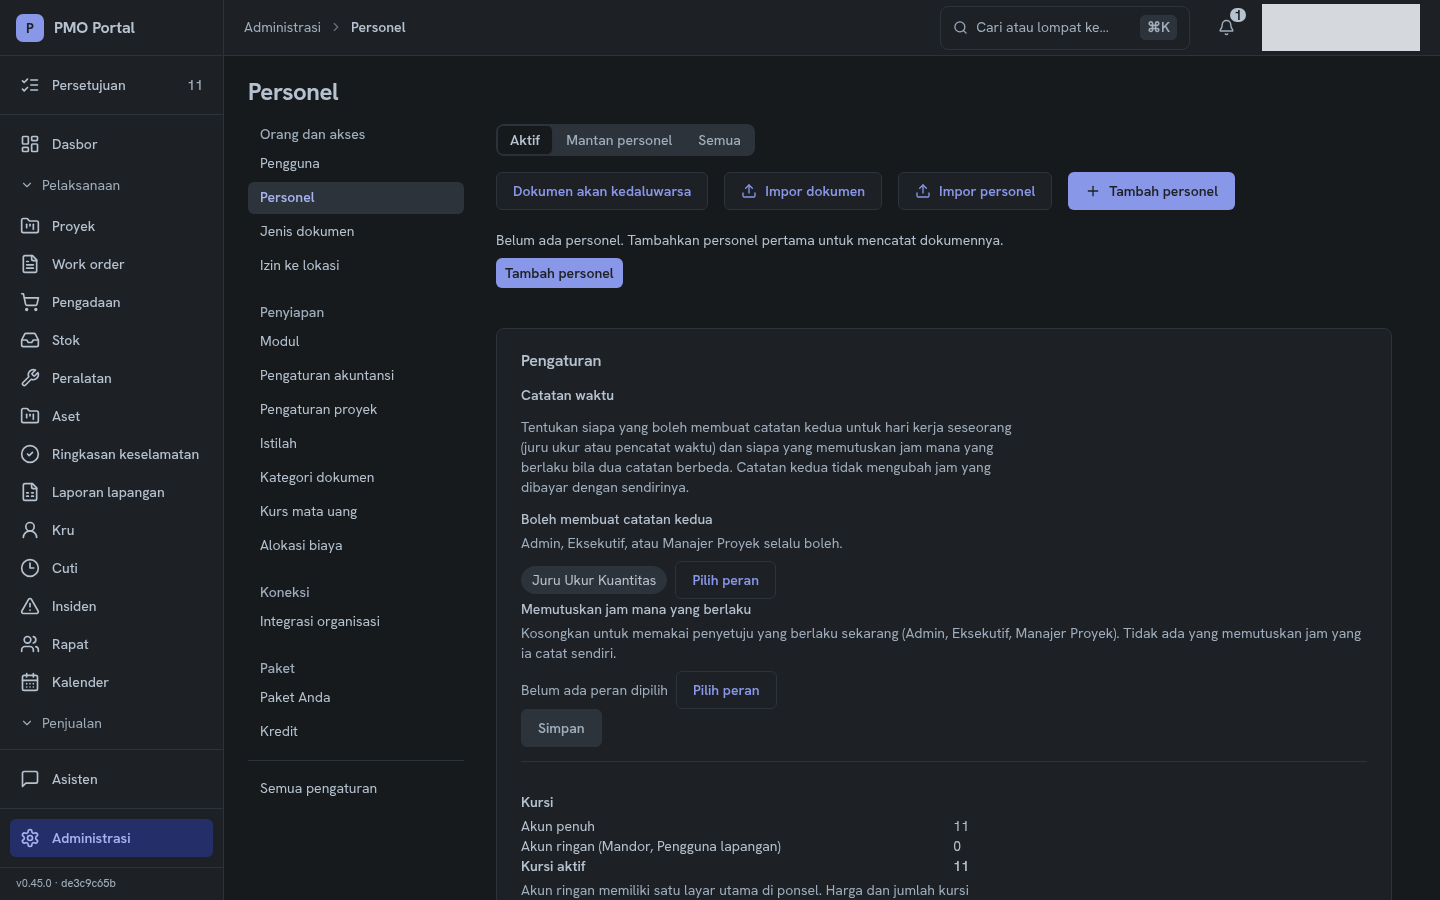 P PMO Portal
Administrasi > Personel
Cari atau lompat ke... ⌘K
1
Persetujuan 11
Dasbor
Pelaksanaan
Proyek
Work order
Pengadaan
Stok
Peralatan
Aset
Ringkasan keselamatan
Laporan lapangan
Kru
Cuti
Insiden
Rapat
Kalender
Penjualan
Asisten
Administrasi
v0.45.0 · de3c9c65b
Personel
Orang dan akses
Pengguna
Personel
Jenis dokumen
Izin ke lokasi
Penyiapan
Modul
Pengaturan akuntansi
Pengaturan proyek
Istilah
Kategori dokumen
Kurs mata uang
Alokasi biaya
Koneksi
Integrasi organisasi
Paket
Paket Anda
Kredit
Semua pengaturan
Aktif Mantan personel Semua
Dokumen akan kedaluwarsa Impor dokumen Impor personel + Tambah personel
Belum ada personel. Tambahkan personel pertama untuk mencatat dokumennya.
Tambah personel
Pengaturan
Catatan waktu
Tentukan siapa yang boleh membuat catatan kedua untuk hari kerja seseorang
(juru ukur atau pencatat waktu) dan siapa yang memutuskan jam mana yang
berlaku bila dua catatan berbeda. Catatan kedua tidak mengubah jam yang
dibayar dengan sendirinya.
Boleh membuat catatan kedua
Admin, Eksekutif, atau Manajer Proyek selalu boleh.
Juru Ukur Kuantitas Pilih peran
Memutuskan jam mana yang berlaku
Kosongkan untuk memakai penyetuju yang berlaku sekarang (Admin, Eksekutif, Manajer Proyek). Tidak ada yang memutuskan jam yang
ia catat sendiri.
Belum ada peran dipilih Pilih peran
Simpan
Kursi
Akun penuh 11
Akun ringan (Mandor, Pengguna lapangan) 0
Kursi aktif 11
Akun ringan memiliki satu layar utama di ponsel. Harga dan jumlah kursi